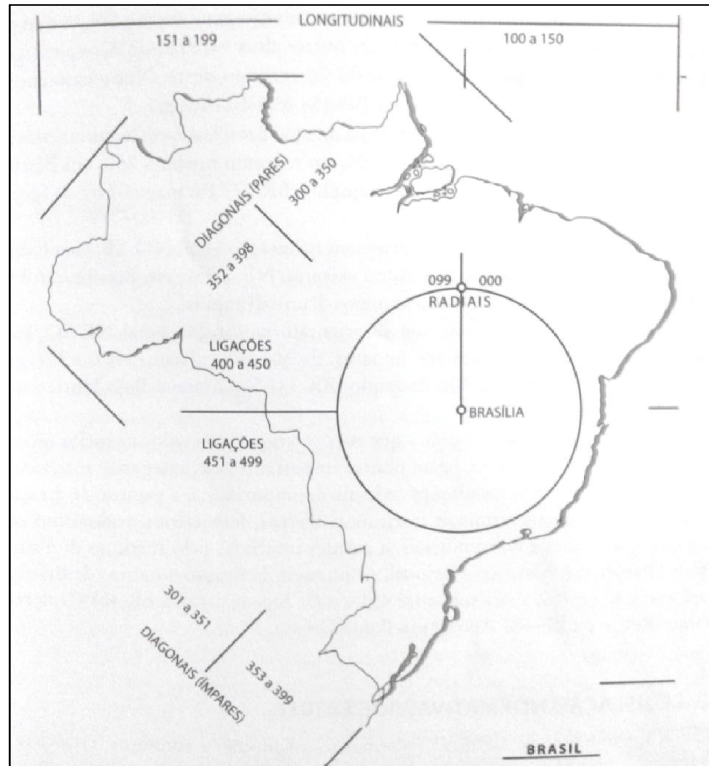 LONGITUDINAIS
151 a 199
100 a 150
DIAGONAIS (PARES)
300 a 350
352 a 398
099 000
RADIAIS
LIGAÇÕES
400 a 450
BRASÍLIA
LIGAÇÕES
451 a 499
301 a 351
DIAGONAIS (ÍMPARES)
353 a 399
BRASIL